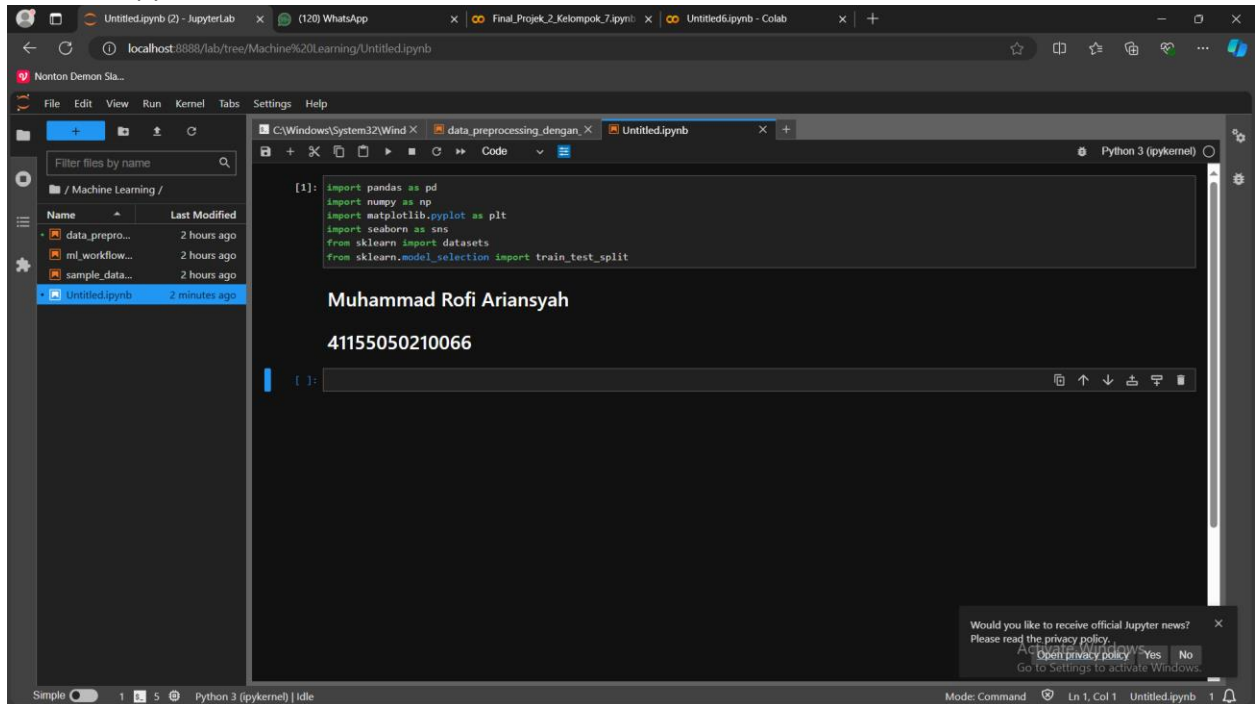 Untitled.ipynb (2) - JupyterLab
(120) WhatsApp
Final_Projek_2_Kelompok_7.ipynb
Untitled6.ipynb - Colab
localhost:8888/lab/tree/Machine%20Learning/Untitled.ipynb
Nonton Demon Sla...
File Edit View Run Kernel Tabs Settings Help
C:\Windows\System32\Wind
data_preprocessing_dengan_
Untitled.ipynb
Filter files by name
/ Machine Learning /
Name Last Modified
data_prepro... 2 hours ago
ml_workflow... 2 hours ago
sample_data... 2 hours ago
Untitled.ipynb 2 minutes ago
Code
Python 3 (ipykernel)
[1]: import pandas as pd
import numpy as np
import matplotlib.pyplot as plt
import seaborn as sns
from sklearn import datasets
from sklearn.model_selection import train_test_split
Muhammad Rofi Ariansyah
41155050210066
[ ]:
Would you like to receive official Jupyter news?
Please read the privacy policy.
Open privacy policy Yes No
Activate Windows
Go to Settings to activate Windows.
Simple 1 5 Python 3 (ipykernel) | Idle
Mode: Command Ln 1, Col 1 Untitled.ipynb 1